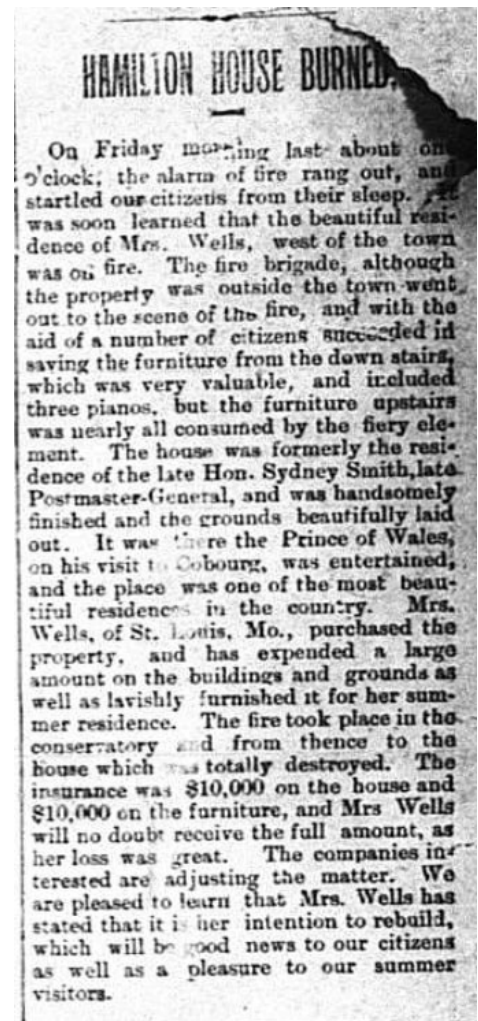 HAMILTON HOUSE BURNED.
On Friday morning last about one
o'clock, the alarm of fire rang out, and
startled our citizens from their sleep. It
was soon learned that the beautiful resi-
dence of Mrs. Wells, west of the town
was on fire. The fire brigade, although
the property was outside the town went
out to the scene of the fire, and with the
aid of a number of citizens succeeded in
saving the furniture from the down stairs,
which was very valuable, and included
three pianos, but the furniture upstairs
was nearly all consumed by the fiery ele-
ment. The house was formerly the resi-
dence of the late Hon. Sydney Smith, late
Postmaster-General, and was handsomely
finished and the grounds beautifully laid
out. It was there the Prince of Wales,
on his visit to Cobourg, was entertained,
and the place was one of the most beau-
tiful residences in the country. Mrs.
Wells, of St. Louis, Mo., purchased the
property, and has expended a large
amount on the buildings and grounds as
well as lavishly furnished it for her sum-
mer residence. The fire took place in the
conservatory and from thence to the
house which was totally destroyed. The
insurance was $10,000 on the house and
$10,000 on the furniture, and Mrs Wells
will no doubt receive the full amount, as
her loss was great. The companies in-
terested are adjusting the matter. We
are pleased to learn that Mrs. Wells has
stated that it is her intention to rebuild,
which will be good news to our citizens
as well as a pleasure to our summer
visitors.